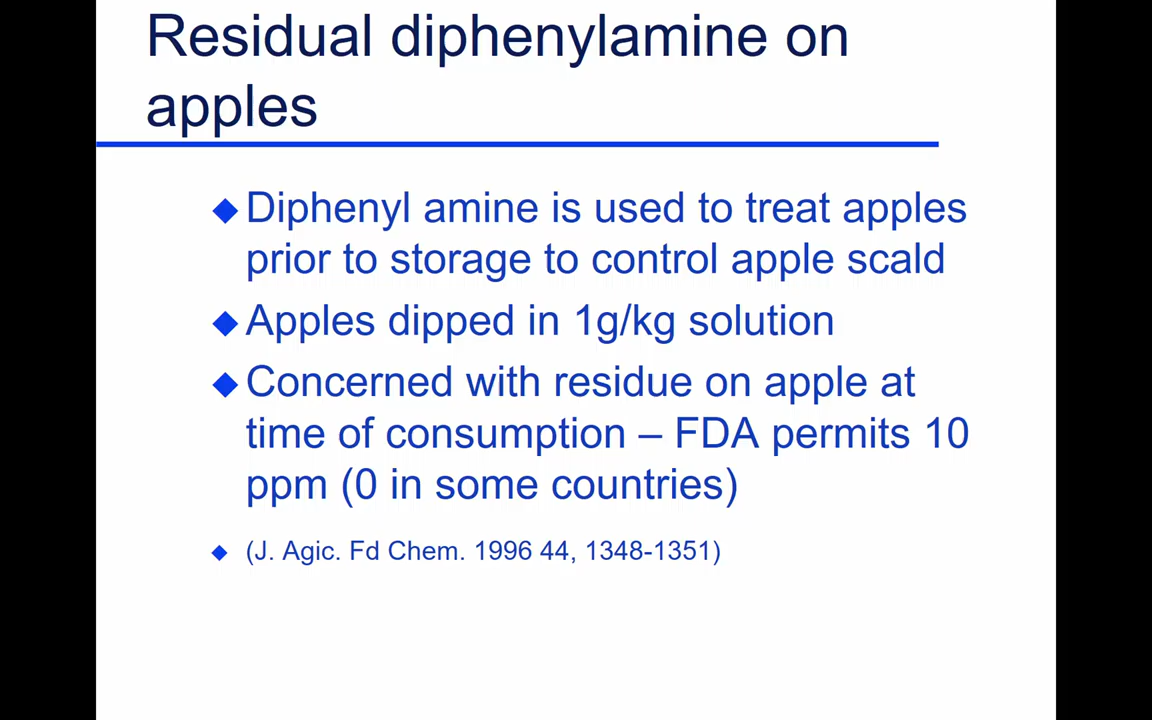 Residual diphenylamine on
apples
◆ Diphenyl amine is used to treat apples
prior to storage to control apple scald
◆ Apples dipped in 1g/kg solution
◆ Concerned with residue on apple at
time of consumption – FDA permits 10
ppm (0 in some countries)
◆ (J. Agic. Fd Chem. 1996 44, 1348-1351)